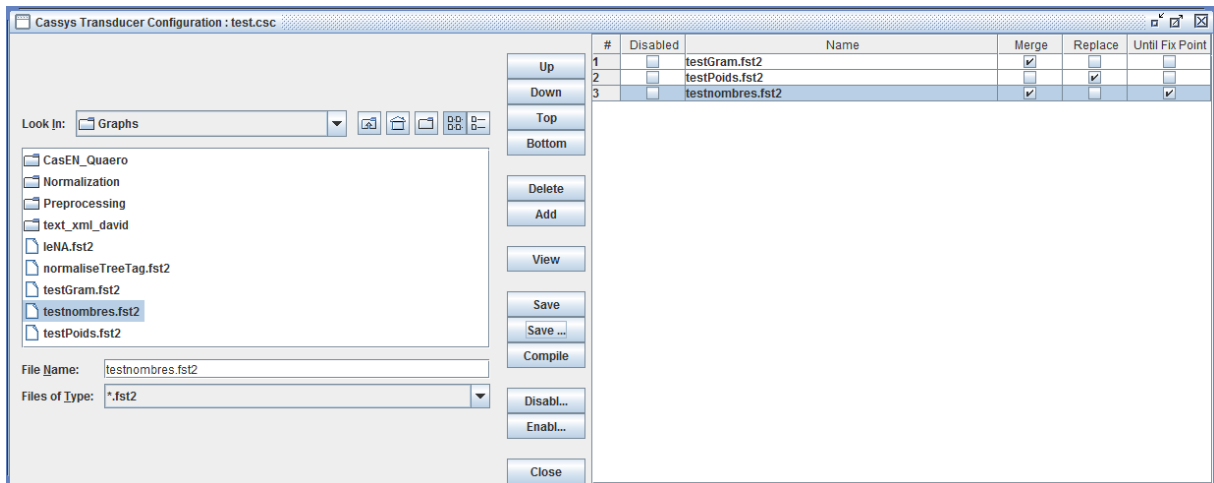 Cassys Transducer Configuration : test.csc
Look In: Graphs
CasEN_Quaero
Normalization
Preprocessing
text_xml_david
leNA.fst2
normaliseTreeTag.fst2
testGram.fst2
testnombres.fst2
testPoids.fst2
File Name: testnombres.fst2
Files of Type: *.fst2
Up
Down
Top
Bottom
Delete
Add
View
Save
Save ...
Compile
Disabl...
Enabl...
Close
# Disabled Name Merge Replace Until Fix Point
1 testGram.fst2
2 testPoids.fst2
3 testnombres.fst2